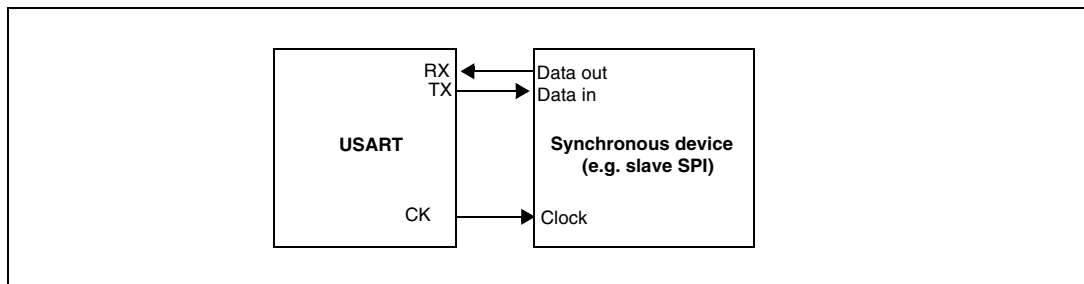 RX
TX
USART
CK
Data out
Data in
Synchronous device
(e.g. slave SPI)
Clock